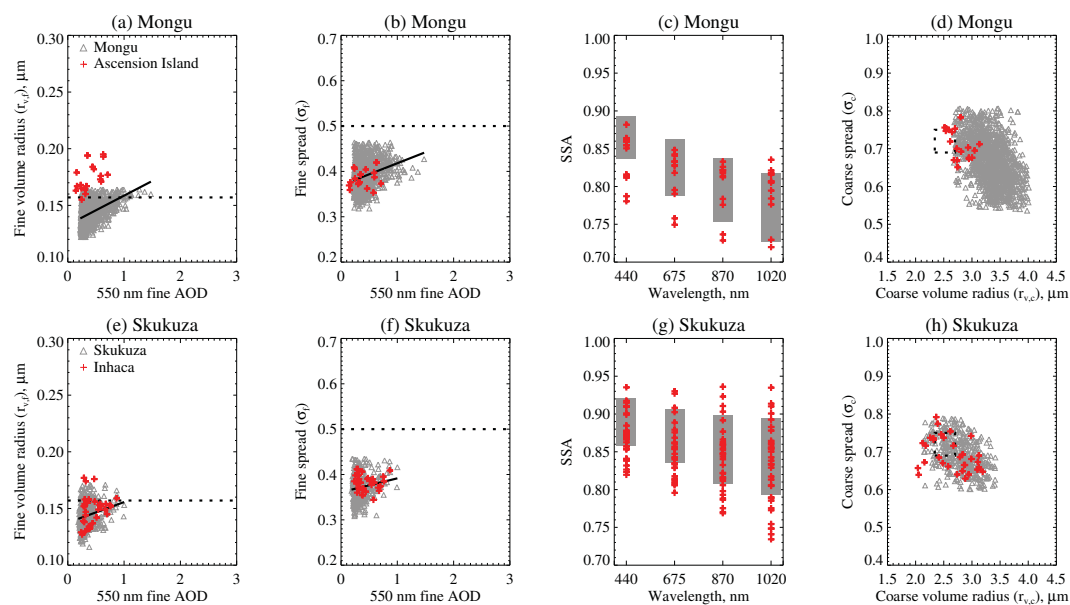 (a) Mongu
Fine volume radius (r_v,f), μm
0.30
0.25
0.20
0.15
0.10
△ Mongu
+ Ascension Island
0 1 2 3
550 nm fine AOD
(b) Mongu
Fine spread (σ_f)
0.7
0.6
0.5
0.4
0.3
0.2
0 1 2 3
550 nm fine AOD
(c) Mongu
SSA
1.00
0.95
0.90
0.85
0.80
0.75
0.70
440 675 870 1020
Wavelength, nm
(d) Mongu
Coarse spread (σ_c)
1.0
0.9
0.8
0.7
0.6
0.5
0.4
1.5 2.0 2.5 3.0 3.5 4.0 4.5
Coarse volume radius (r_v,c), μm
(e) Skukuza
Fine volume radius (r_v,f), μm
0.30
0.25
0.20
0.15
0.10
△ Skukuza
+ Inhaca
0 1 2 3
550 nm fine AOD
(f) Skukuza
Fine spread (σ_f)
0.7
0.6
0.5
0.4
0.3
0.2
0 1 2 3
550 nm fine AOD
(g) Skukuza
SSA
1.00
0.95
0.90
0.85
0.80
0.75
0.70
440 675 870 1020
Wavelength, nm
(h) Skukuza
Coarse spread (σ_c)
1.0
0.9
0.8
0.7
0.6
0.5
0.4
1.5 2.0 2.5 3.0 3.5 4.0 4.5
Coarse volume radius (r_v,c), μm